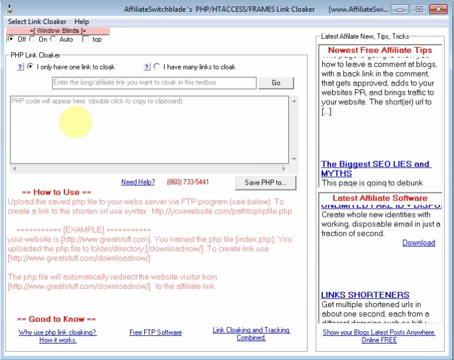 AffiliateSwitchblade 's PHP/HTACCESS/FRAMES Link Cloaker [www.AffiliateSw...
Select Link Cloaker Help
=[ Window Blinds ]=
Off On Auto top
PHP Link Cloaker
? I only have one link to cloak ? I have many links to cloak
Enter the long/affiliate link you want to cloak in this textbox. Go
PHP code will appear here. (double click to copy to clipboard)
Need Help? (860) 733-5441 Save PHP to...
== How to Use ==
Upload the saved php file to your webs server via FTP program (see below). To
create a link to the shorten url use syntax http://yourwebsite.com/pathtophpfile.php
=========== [EXAMPLE] ===========
your website is [http://www.greatstuff.com]. You named the php file [index.php]. You
uploaded the php file to folder/directory [/downloadnow/]. To create link use
[http://www.greatstuff.com/downloadnow/]
The php file will automatically redirect the website visitor from
[http://www.greatstuff.com/downloadnow/] to the affiliate link.
== Good to Know ==
Why use php link cloaking?
How it works.
Free FTP Software
Link Cloaking and Tracking
Combined.
Latest Affiliate New, Tips, Tricks
Newest Free Affiliate Tips
how to leave a comment at blogs,
with a back link in the comment,
that gets approved, adds to your
websites PR, and brings traffic to
your website. The short(er) url to
[...]
The Biggest SEO LIES and
MYTHS
This page is going to debunk
Latest Affiliate Software
Create whole new identities with
working, disposable email in just a
fraction of second.
Download
LINKS SHORTENERS
Get multiple shortened urls in
about one second, each from a
Show your Blogs Latest Posts Anywhere.
Online FREE